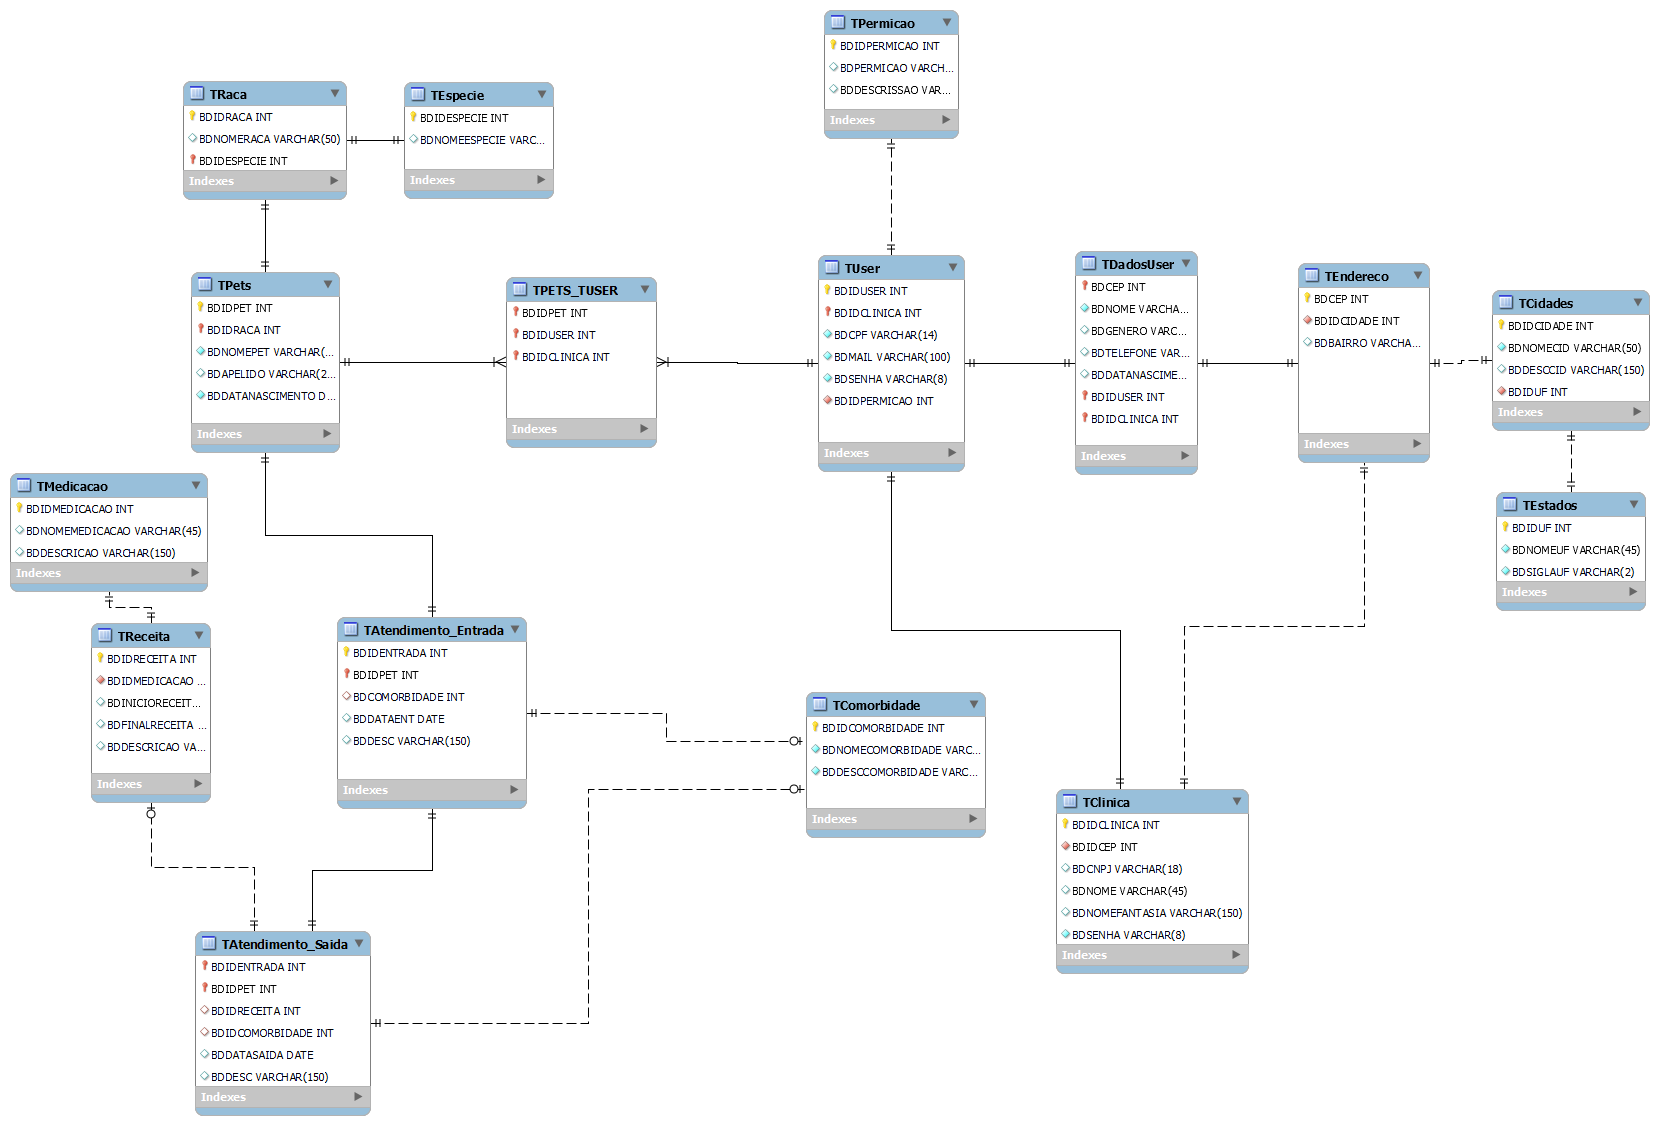 TPermicao
BDIDPERMICAO INT
BDPERMICAO VARCH...
BDDESCRISSAO VAR...
Indexes
TRaca
BDIDRACA INT
BDNOMERACA VARCHAR(50)
BDIDESPECIE INT
Indexes
TEspecie
BDIDESPECIE INT
BDNOMEESPECIE VARC...
Indexes
TPets
BDIDPET INT
BDIDRACA INT
BDNOMEPET VARCHAR(...
BDAPELIDO VARCHAR(2...
BDDATANASCIMENTO D...
Indexes
TPETS_TUSER
BDIDPET INT
BDIDUSER INT
BDIDCLINICA INT
Indexes
TUser
BDIDUSER INT
BDIDCLINICA INT
BDCPF VARCHAR(14)
BDMAIL VARCHAR(100)
BDSENHA VARCHAR(8)
BDIDPERMICAO INT
Indexes
TDadosUser
BDCEP INT
BDNOME VARCHA...
BDGENERO VARC...
BDTELEFONE VAR...
BDDATANASCIME...
BDIDUSER INT
BDIDCLINICA INT
Indexes
TEndereco
BDCEP INT
BDIDCIDADE INT
BDBAIRRO VARCHA...
Indexes
TCidades
BDIDCIDADE INT
BDNOMECID VARCHAR(50)
BDDESCCID VARCHAR(150)
BDIDUF INT
Indexes
TEstados
BDIDUF INT
BDNOMEUF VARCHAR(45)
BDSIGLAUF VARCHAR(2)
Indexes
TMedicacao
BDIDMEDICACAO INT
BDNOMEMEDICACAO VARCHAR(45)
BDDESCRICAO VARCHAR(150)
Indexes
TReceita
BDIDRECEITA INT
BDIDMEDICACAO ...
BDINICIORECEIT...
BDFINALRECEITA ...
BDDESCRICAO VA...
Indexes
TAtendimento_Entrada
BDIDENTRADA INT
BDIDPET INT
BDCOMORBIDADE INT
BDDATAENT DATE
BDDESC VARCHAR(150)
Indexes
TComorbidade
BDIDCOMORBIDADE INT
BDNOMECOMORBIDADE VARC...
BDDESCCOMORBIDADE VARC...
Indexes
TClinica
BDIDCLINICA INT
BDIDCEP INT
BDCNPJ VARCHAR(18)
BDNOME VARCHAR(45)
BDNOMEFANTASIA VARCHAR(150)
BDSENHA VARCHAR(8)
Indexes
TAtendimento_Saida
BDIDENTRADA INT
BDIDPET INT
BDIDRECEITA INT
BDIDCOMORBIDADE INT
BDDATASAIDA DATE
BDDESC VARCHAR(150)
Indexes